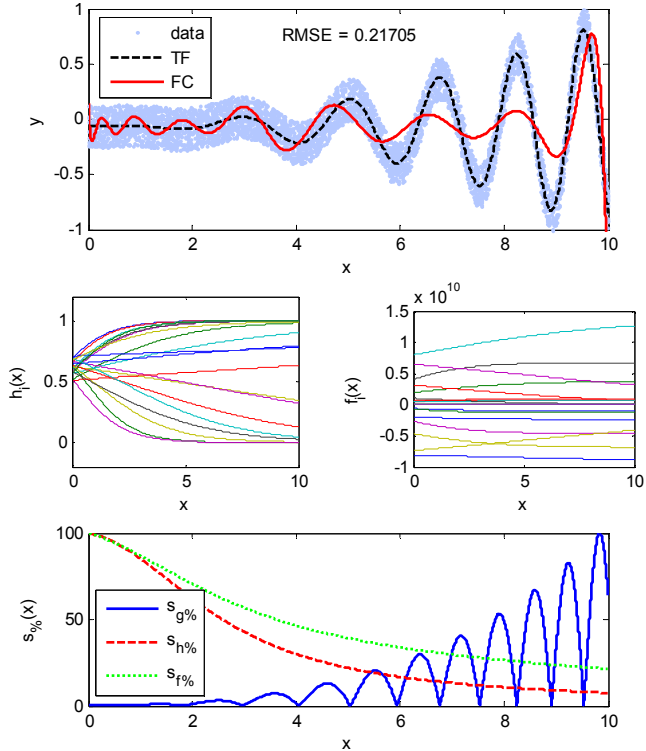 data
TF
FC
RMSE = 0.21705
1
0.5
0
-0.5
-1
y
0 2 4 6 8 10
x
1
0.5
0
h_i(x)
0 5 10
x
x 10^10
1.5
1
0.5
0
-0.5
-1
f_i(x)
0 5 10
x
100
50
0
s_%(x)
s_g%
s_h%
s_f%
0 2 4 6 8 10
x